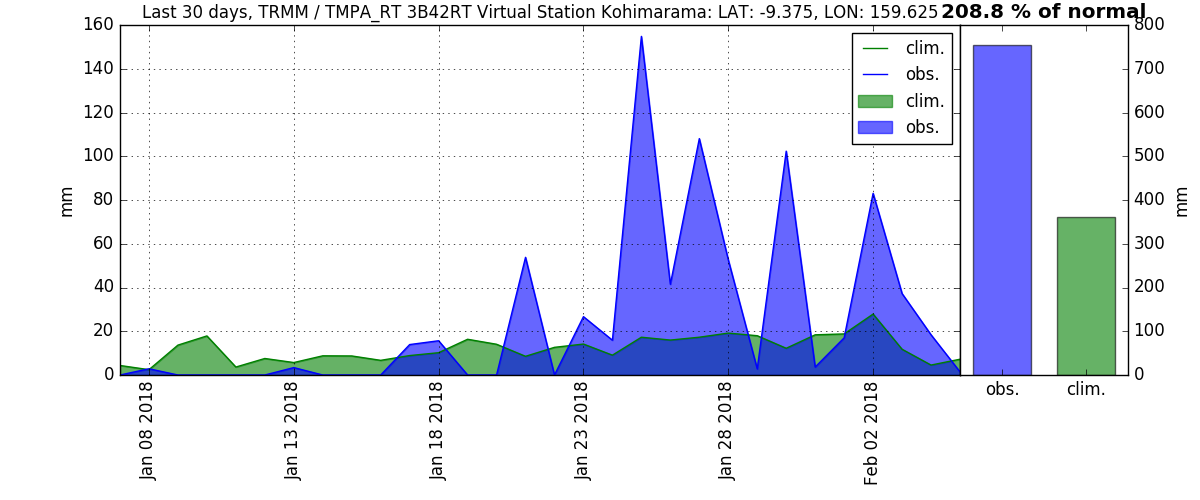 Last 30 days, TRMM / TMPA_RT 3B42RT Virtual Station Kohimarama: LAT: -9.375, LON: 159.625
208.8 % of normal
160
140
120
100
80
60
40
20
0
mm
clim.
obs.
clim.
obs.
Jan 08 2018
Jan 13 2018
Jan 18 2018
Jan 23 2018
Jan 28 2018
Feb 02 2018
800
700
600
500
400
300
200
100
0
mm
obs.
clim.